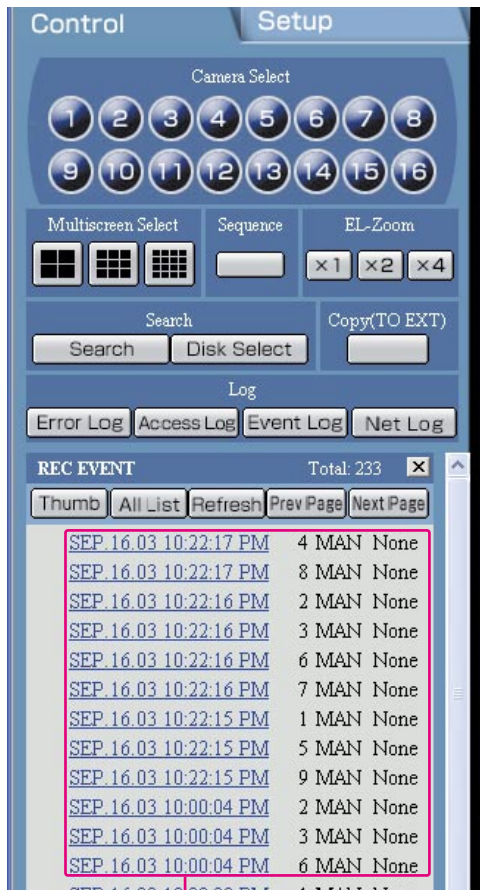 Control Setup
Camera Select
1 2 3 4 5 6 7 8
9 10 11 12 13 14 15 16
Multiscreen Select Sequence EL-Zoom
×1 ×2 ×4
Search Copy(TO EXT)
Search Disk Select
Log
Error Log Access Log Event Log Net Log
REC EVENT Total: 233 X
Thumb All List Refresh Prev Page Next Page
SEP.16.03 10:22:17 PM 4 MAN None
SEP.16.03 10:22:17 PM 8 MAN None
SEP.16.03 10:22:16 PM 2 MAN None
SEP.16.03 10:22:16 PM 3 MAN None
SEP.16.03 10:22:16 PM 6 MAN None
SEP.16.03 10:22:16 PM 7 MAN None
SEP.16.03 10:22:15 PM 1 MAN None
SEP.16.03 10:22:15 PM 5 MAN None
SEP.16.03 10:22:15 PM 9 MAN None
SEP.16.03 10:00:04 PM 2 MAN None
SEP.16.03 10:00:04 PM 3 MAN None
SEP.16.03 10:00:04 PM 6 MAN None